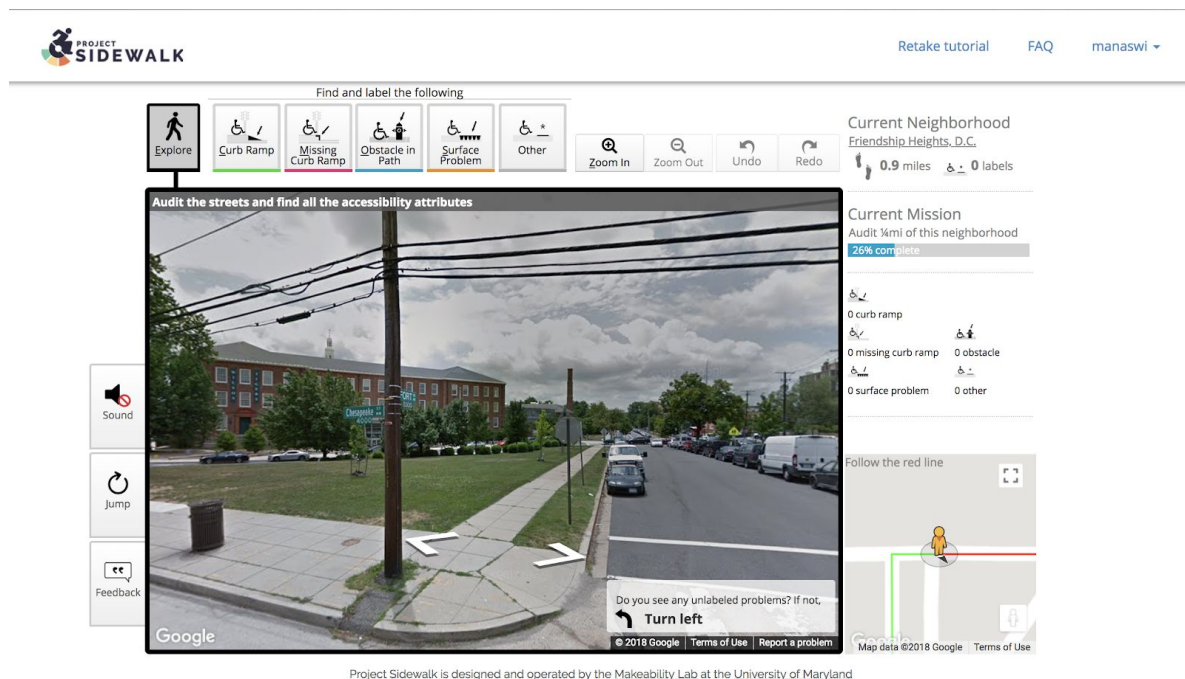 PROJECT
SIDEWALK
Retake tutorial
FAQ
manaswi
Find and label the following
Explore
Curb Ramp
Missing
Curb Ramp
Obstacle in
Path
Surface
Problem
Other
Zoom In
Zoom Out
Undo
Redo
Audit the streets and find all the accessibility attributes
Current Neighborhood
Friendship Heights, D.C.
0.9 miles
0 labels
Current Mission
Audit ¼mi of this neighborhood
26% complete
0 curb ramp
0 missing curb ramp
0 obstacle
0 surface problem
0 other
Sound
Jump
Feedback
Chesapeake
4000
FORT
Do you see any unlabeled problems? If not,
Turn left
Google
© 2018 Google
Terms of Use
Report a problem
Follow the red line
Google
Map data ©2018 Google
Terms of Use
Project Sidewalk is designed and operated by the Makeability Lab at the University of Maryland